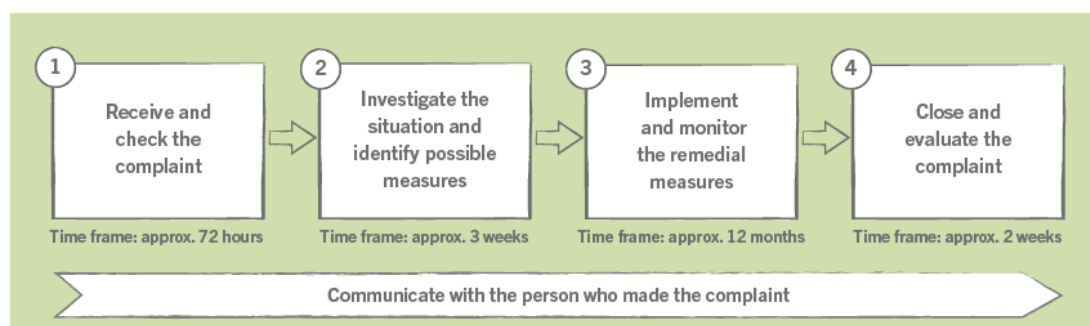 1
Receive and
check the
complaint
Time frame: approx. 72 hours
2
Investigate the
situation and
identify possible
measures
Time frame: approx. 3 weeks
3
Implement
and monitor
the remedial
measures
Time frame: approx. 12 months
4
Close and
evaluate the
complaint
Time frame: approx. 2 weeks
Communicate with the person who made the complaint